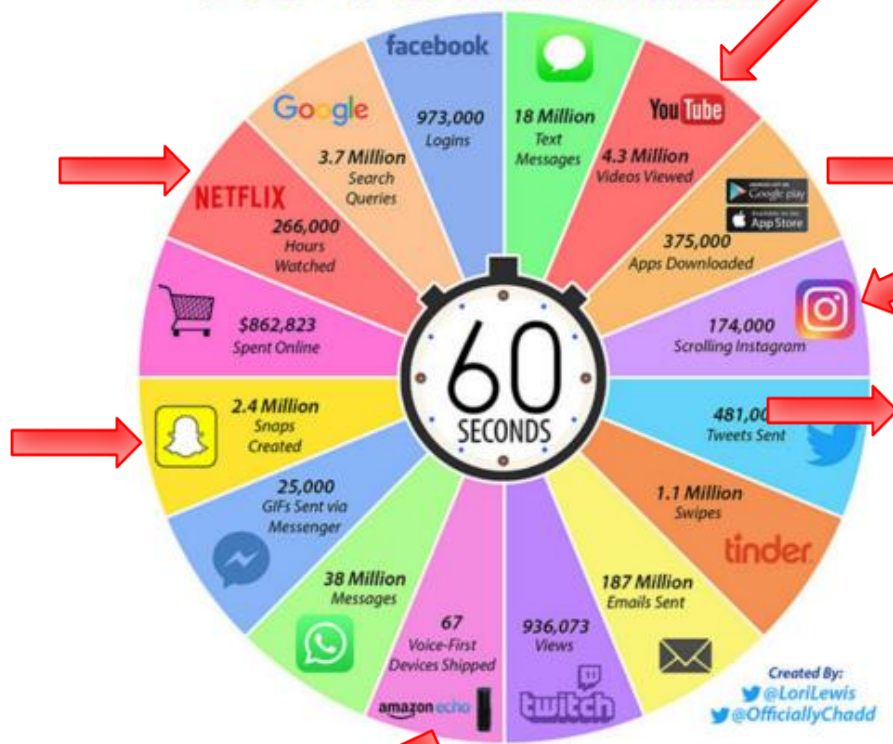 facebook
973,000
Logins
18 Million
Text
Messages
You Tube
4.3 Million
Videos Viewed
Google play
App Store
375,000
Apps Downloaded
174,000
Scrolling Instagram
Tweets Sent
1.1 Million
Swipes
tinder
187 Million
Emails Sent
936,073
Views
twitch
67
Voice-First
Devices Shipped
amazon echo
38 Million
Messages
25,000
GIFs Sent via
Messenger
2.4 Million
Snaps
Created
$862,823
Spent Online
NETFLIX
266,000
Hours
Watched
Google
3.7 Million
Search
Queries
60
SECONDS
Created By:
@LoriLewis
@OfficiallyChadd